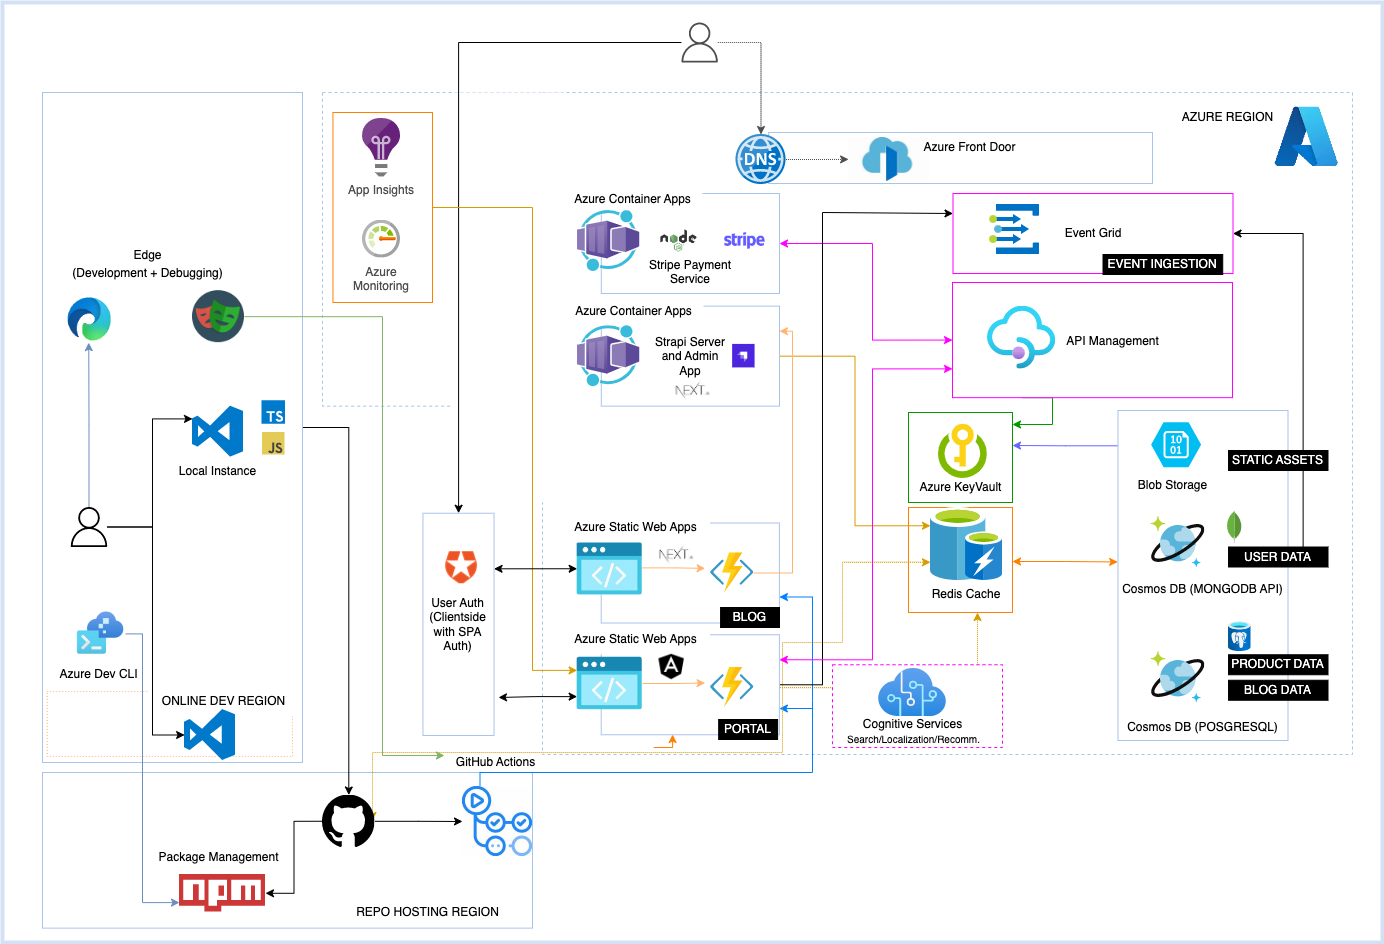 AZURE REGION
DNS
Azure Front Door
App Insights
Azure
Monitoring
Azure Container Apps
node
JS
stripe
Stripe Payment
Service
Event Grid
EVENT INGESTION
Edge
(Development + Debugging)
Azure Container Apps
Strapi Server
and Admin
App
NEXT.JS
API Management
TS
JS
Local Instance
Azure KeyVault
10
01
Blob Storage
STATIC ASSETS
Azure Static Web Apps
NEXT.JS
BLOG
User Auth
(Clientside
with SPA
Auth)
Redis Cache
USER DATA
Cosmos DB (MONGODB API)
Azure Static Web Apps
A
PORTAL
Azure Dev CLI
ONLINE DEV REGION
Cognitive Services
Search/Localization/Recomm.
PRODUCT DATA
BLOG DATA
Cosmos DB (POSGRESQL)
GitHub Actions
Package Management
npm
REPO HOSTING REGION